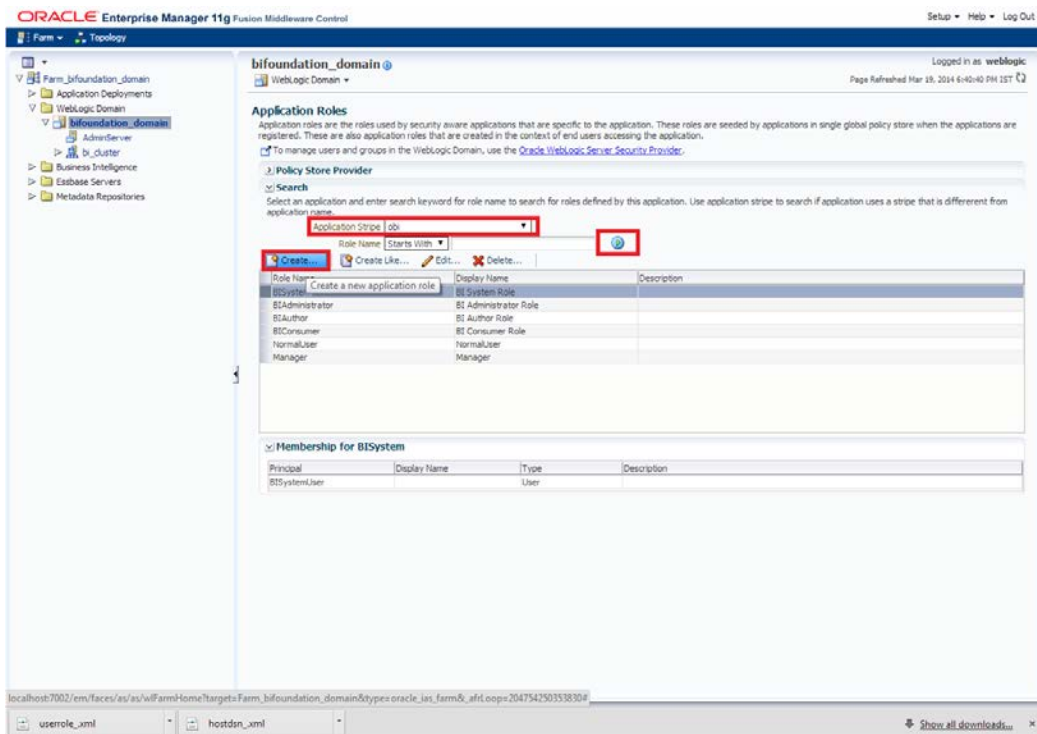 ORACLE Enterprise Manager 11g Fusion Middleware Control
Setup Help Log Out
Farm Topology
Farm_bifoundation_domain
Application Deployments
WebLogic Domain
bifoundation_domain
AdminServer
bi_cluster
Business Intelligence
Essbase Servers
Metadata Repositories
bifoundation_domain
WebLogic Domain
Logged in as weblogic
Page Refreshed Mar 19, 2014 6:40:40 PM IST
Application Roles
Application roles are the roles used by security aware applications that are specific to the application. These roles are seeded by applications in single global policy store when the applications are
registered. These are also application roles that are created in the context of end users accessing the application.
To manage users and groups in the WebLogic Domain, use the Oracle WebLogic Server Security Provider.
Policy Store Provider
Search
Select an application and enter search keyword for role name to search for roles defined by this application. Use application stripe to search if application uses a stripe that is differerent from
application name.
Application Stripe obi
Role Name Starts With
Create... Create Like... Edit... Delete...
Role Name Display Name Description
Create a new application role
BISystem BI System Role
BIAdministrator BI Administrator Role
BIAuthor BI Author Role
BIConsumer BI Consumer Role
NormalUser NormalUser
Manager Manager
Membership for BISystem
Principal Display Name Type Description
BISystemUser User
localhost:7002/em/faces/as/as/wlFarmHome?target=Farm_bifoundation_domain&type=oracle_ias_farm&_afrLoop=204754250353830#
userrole_.xml hostdsn_.xml Show all downloads...